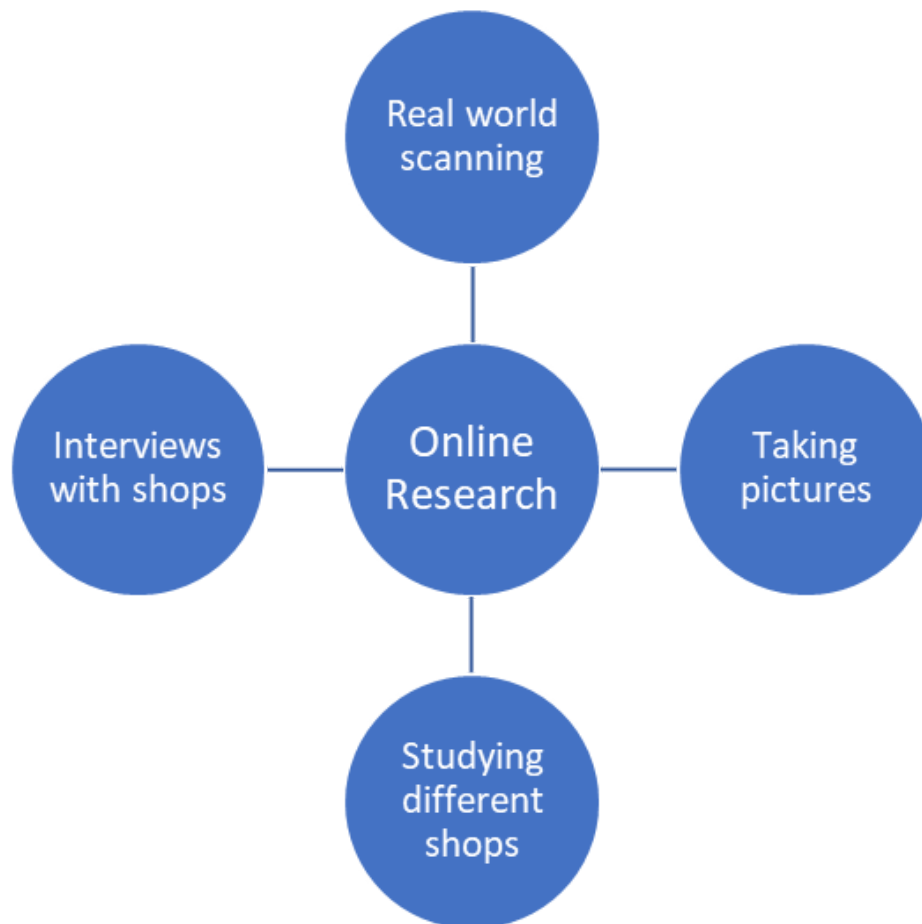 Real world
scanning
Interviews
with shops
Online
Research
Taking
pictures
Studying
different
shops